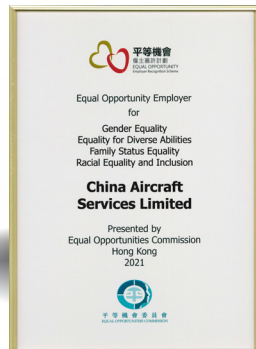 平等機會
僱主嘉許計劃
EQUAL OPPORTUNITY
Employer Recognition Scheme
Equal Opportunity Employer
for
Gender Equality
Equality for Diverse Abilities
Family Status Equality
Racial Equality and Inclusion
China Aircraft
Services Limited
Presented by
Equal Opportunities Commission
Hong Kong
2021
平等機會委員會
EQUAL OPPORTUNITIES COMMISSION